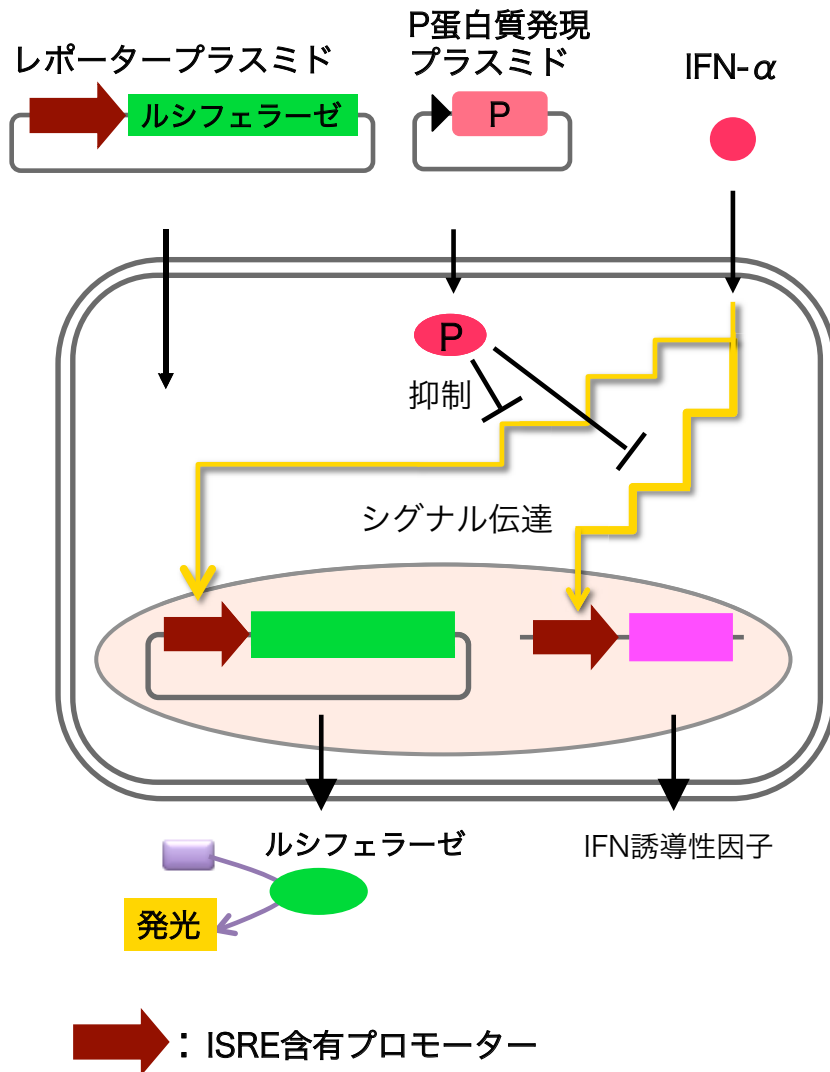 レポータープラスミド
ルシフェラーゼ
P蛋白質発現
プラスミド
P
IFN-α
P
抑制
シグナル伝達
ルシフェラーゼ
IFN誘導性因子
発光
：ISRE含有プロモーター